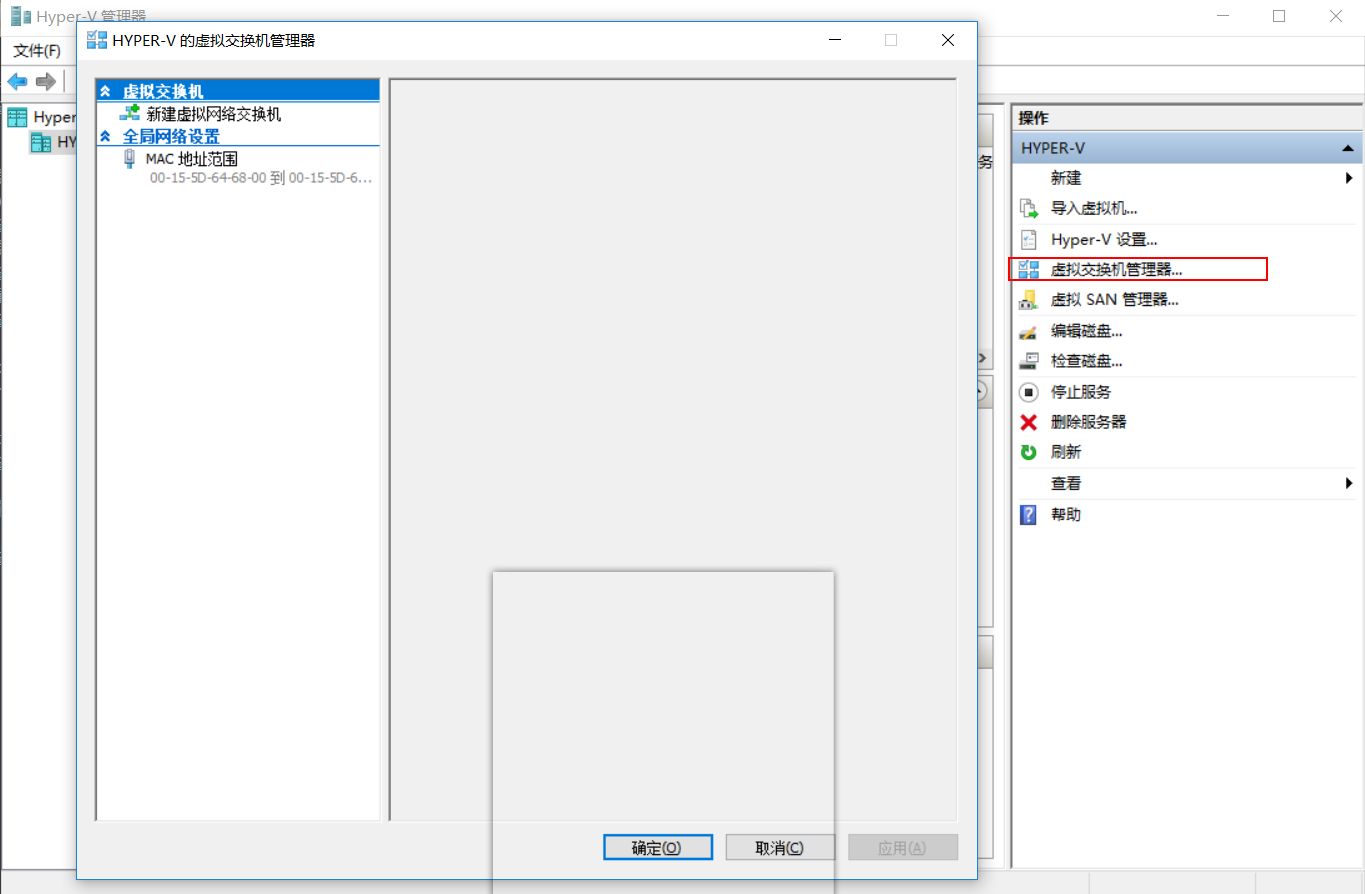 Hyper-V 管理器
文件(F)
Hyper
HY
HYPER-V 的虚拟交换机管理器
虚拟交换机
新建虚拟网络交换机
全局网络设置
MAC 地址范围
00-15-5D-64-68-00 到 00-15-5D-6...
确定(O)
取消(C)
应用(A)
务
操作
HYPER-V
新建
导入虚拟机...
Hyper-V 设置...
虚拟交换机管理器...
虚拟 SAN 管理器...
编辑磁盘...
检查磁盘...
停止服务
删除服务器
刷新
查看
帮助